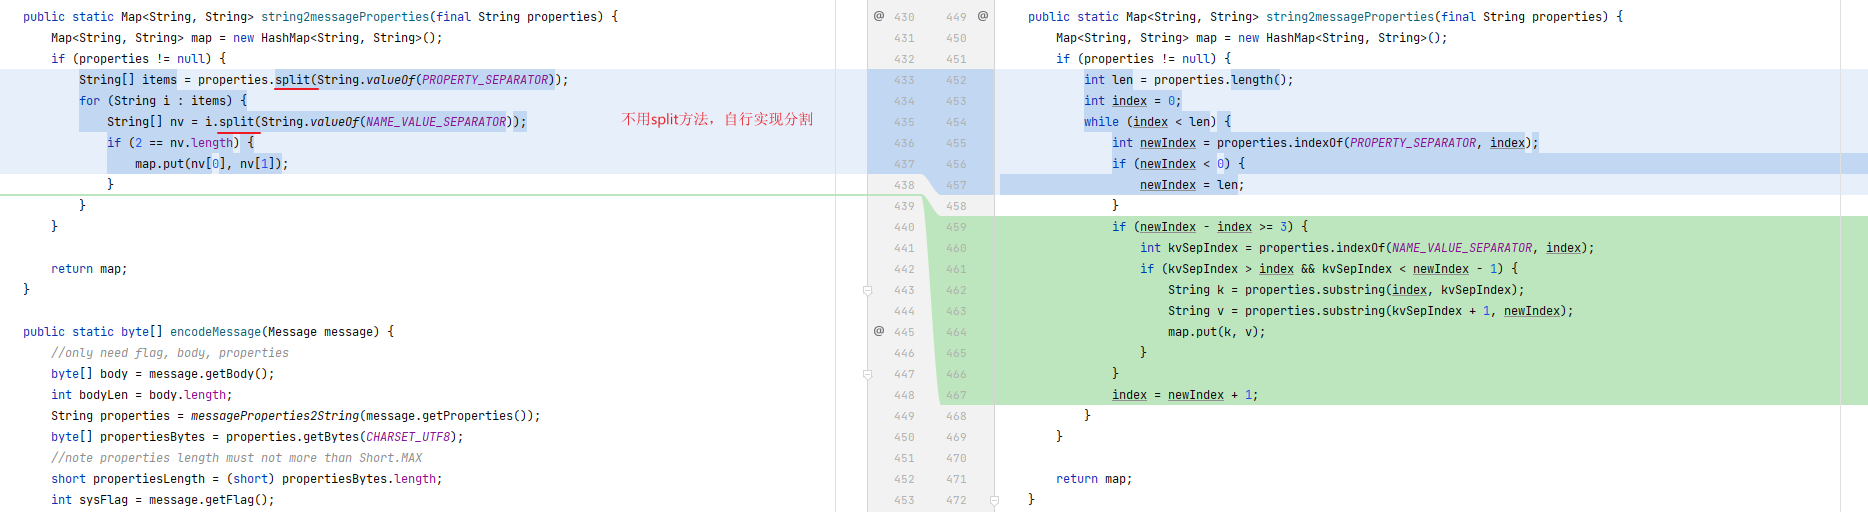 public static Map<String, String> string2messageProperties(final String properties) {
    Map<String, String> map = new HashMap<String, String>();
    if (properties != null) {
        String[] items = properties.split(String.valueOf(PROPERTY_SEPARATOR));
        for (String i : items) {
            String[] nv = i.split(String.valueOf(NAME_VALUE_SEPARATOR));
            if (2 == nv.length) {
                map.put(nv[0], nv[1]);
            }
        }
    }

    return map;
}

public static byte[] encodeMessage(Message message) {
    //only need flag, body, properties
    byte[] body = message.getBody();
    int bodyLen = body.length;
    String properties = messageProperties2String(message.getProperties());
    byte[] propertiesBytes = properties.getBytes(CHARSET_UTF8);
    //note properties length must not more than Short.MAX
    short propertiesLength = (short) propertiesBytes.length;
    int sysFlag = message.getFlag();
不用split方法，自行实现分割
@ 430 449 @
431 450
432 451
433 452
434 453
435 454
436 455
437 456
438 457
439 458
440 459
441 460
442 461
443 462
444 463
@ 445 464
446 465
447 466
448 467
449 468
450 469
451 470
452 471
453 472
public static Map<String, String> string2messageProperties(final String properties) {
    Map<String, String> map = new HashMap<String, String>();
    if (properties != null) {
        int len = properties.length();
        int index = 0;
        while (index < len) {
            int newIndex = properties.indexOf(PROPERTY_SEPARATOR, index);
            if (newIndex < 0) {
                newIndex = len;
            }
            if (newIndex - index >= 3) {
                int kvSepIndex = properties.indexOf(NAME_VALUE_SEPARATOR, index);
                if (kvSepIndex > index && kvSepIndex < newIndex - 1) {
                    String k = properties.substring(index, kvSepIndex);
                    String v = properties.substring(kvSepIndex + 1, newIndex);
                    map.put(k, v);
                }
            }
            index = newIndex + 1;
        }
    }

    return map;
}